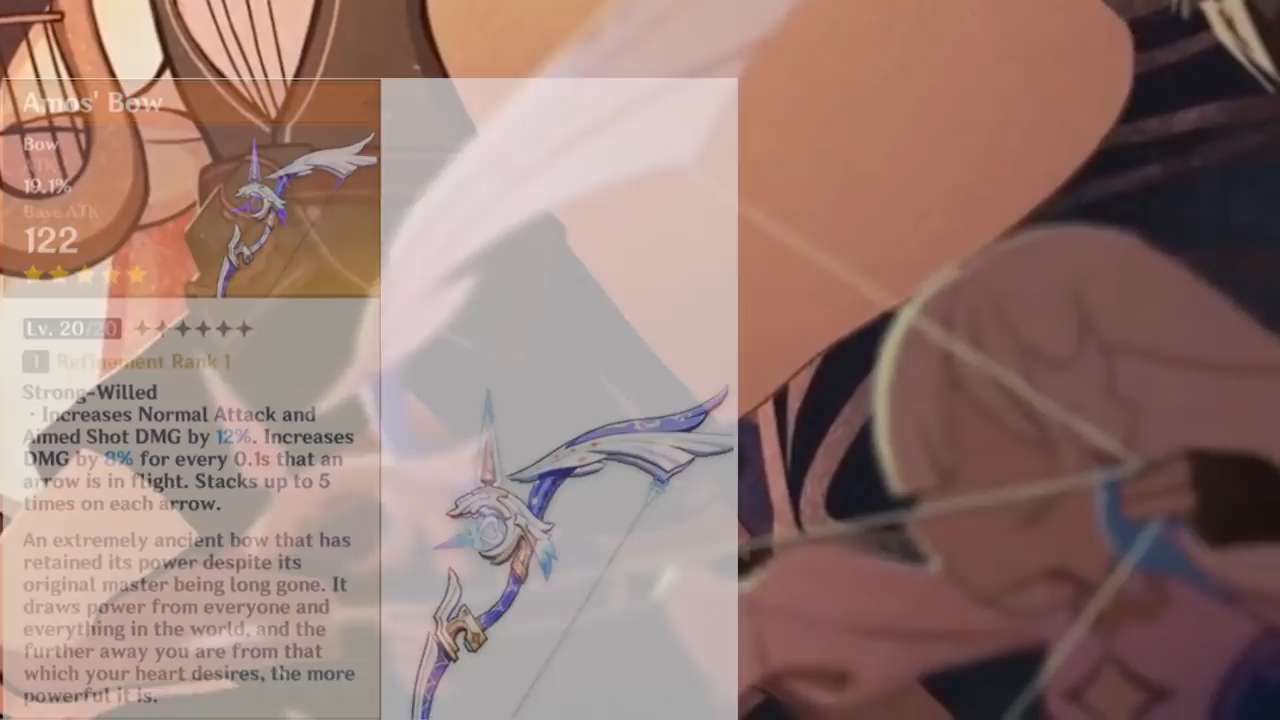 Amos' Bow
Bow
ATK
19.1%
Base ATK
122
Lv. 20/20
1 Refinement Rank 1
Strong-Willed
· Increases Normal Attack and
Aimed Shot DMG by 12%. Increases
DMG by 8% for every 0.1s that an
arrow is in flight. Stacks up to 5
times on each arrow.
An extremely ancient bow that has
retained its power despite its
original master being long gone. It
draws power from everyone and
everything in the world, and the
further away you are from that
which your heart desires, the more
powerful it is.